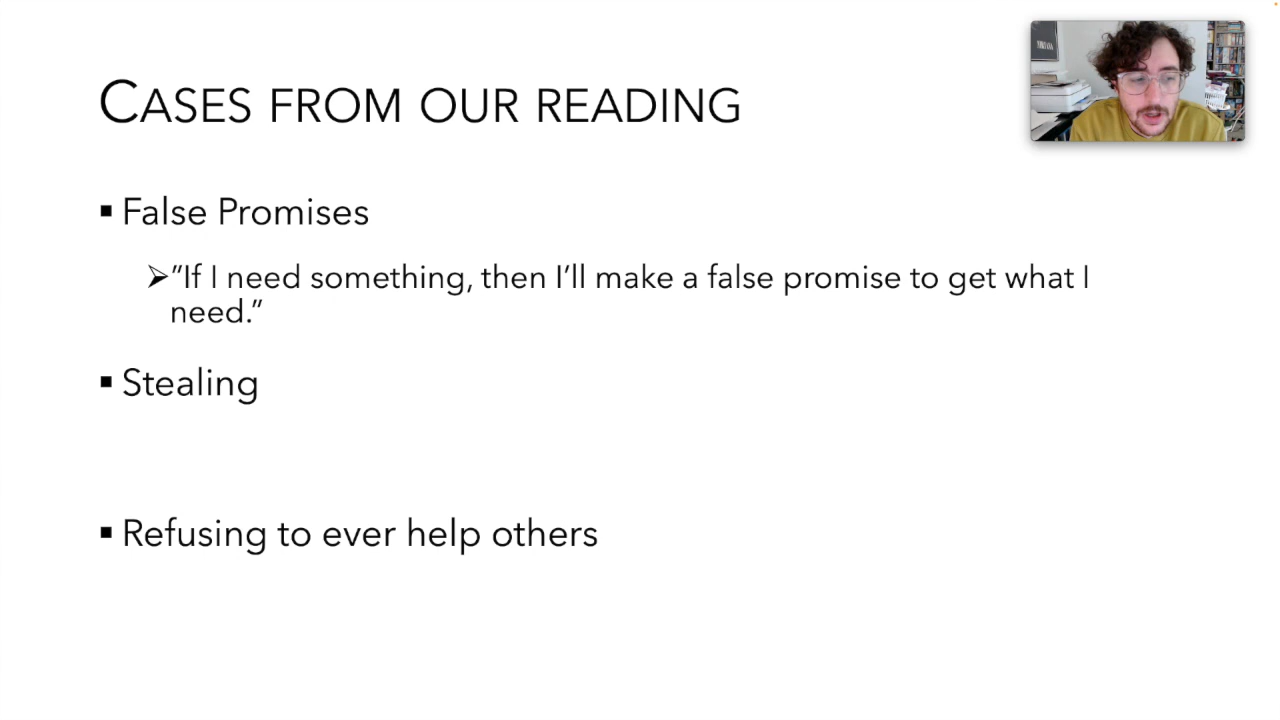 CASES FROM OUR READING
▪ False Promises
➢"If I need something, then I'll make a false promise to get what I
need."
▪ Stealing
▪ Refusing to ever help others